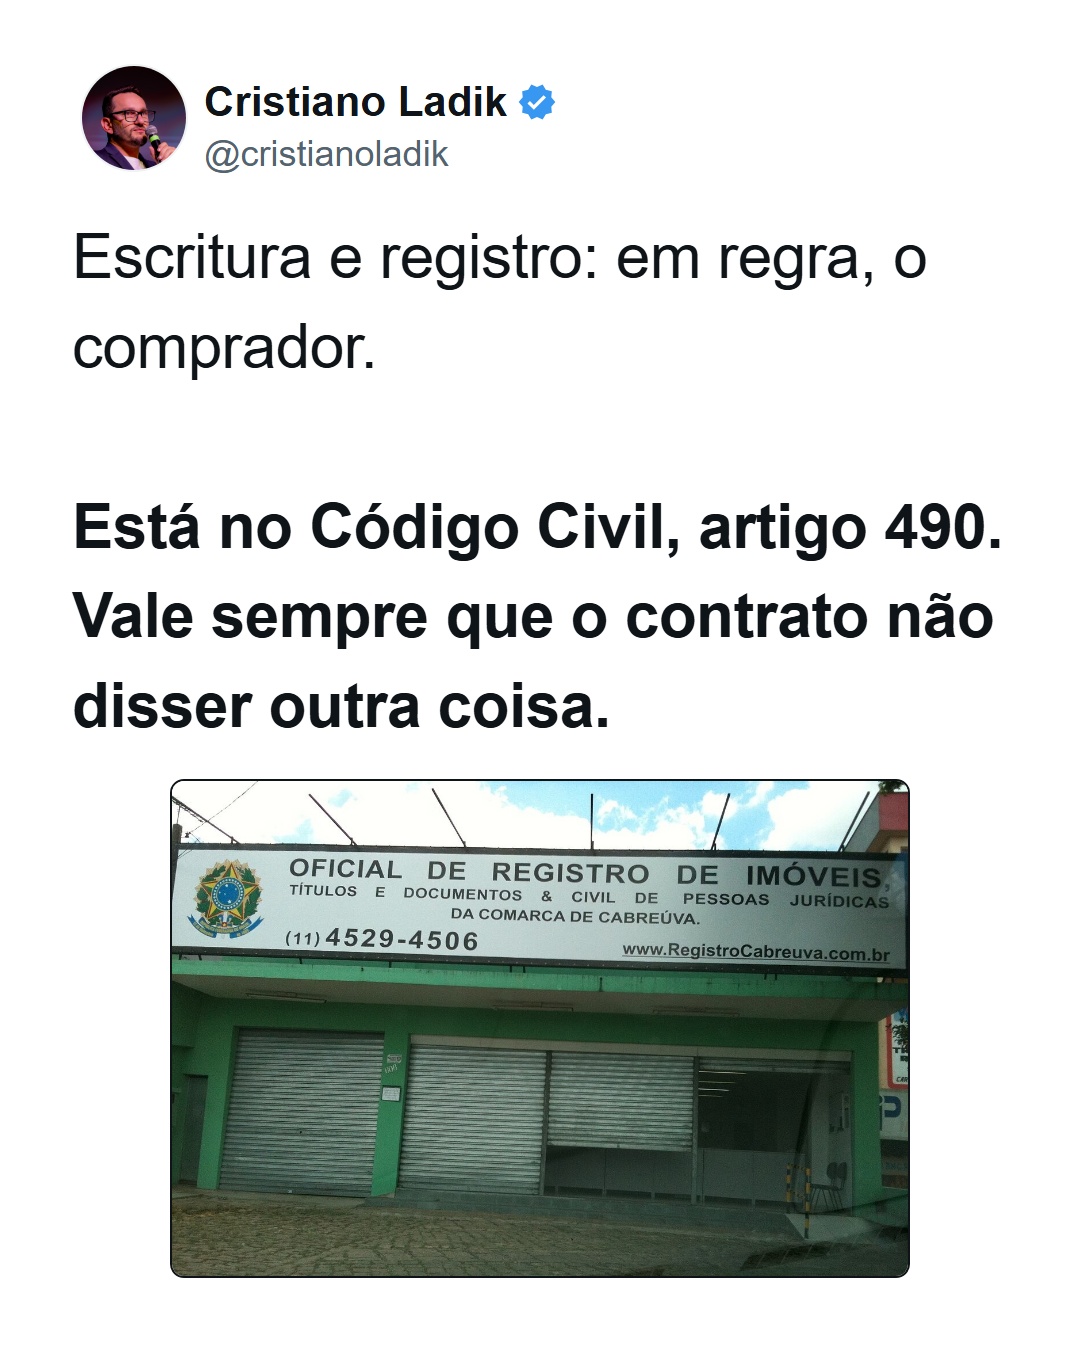 Cristiano Ladik
@cristianoladik
Escritura e registro: em regra, o
comprador.
Está no Código Civil, artigo 490.
Vale sempre que o contrato não
disser outra coisa.
OFICIAL DE REGISTRO DE IMÓVEIS,
TÍTULOS E DOCUMENTOS & CIVIL DE PESSOAS JURÍDICAS
DA COMARCA DE CABREÚVA.
(11) 4529-4506
www.RegistroCabreuva.com.br